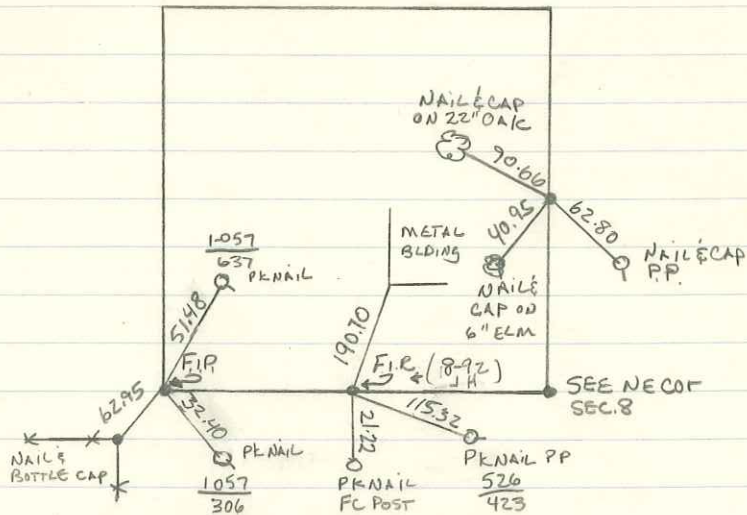 NAIL & CAP
ON 22" OAK
90.66
40.95
62.80
NAIL & CAP
P.P.
NAIL &
CAP ON
6" ELM
METAL
BLDING
1057
637
PK NAIL
51.48
190.70
F.I.P.
F.I.R. (8-92)
JH
SEE NE COR
SEC. 8
62.95
32.40
21.22
115.32
NAIL &
BOTTLE CAP
PK NAIL
1057
306
PK NAIL
FC POST
PK NAIL PP
526
423